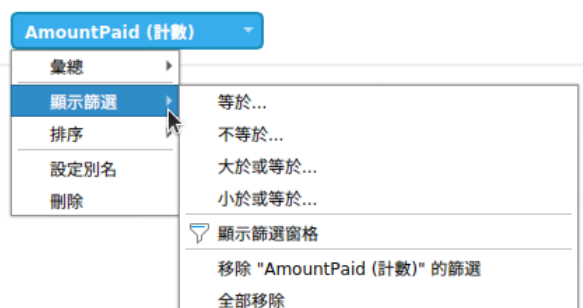 AmountPaid (計數)
彙總
顯示篩選
排序
設定別名
刪除
等於...
不等於...
大於或等於...
小於或等於...
顯示篩選窗格
移除 "AmountPaid (計數)" 的篩選
全部移除